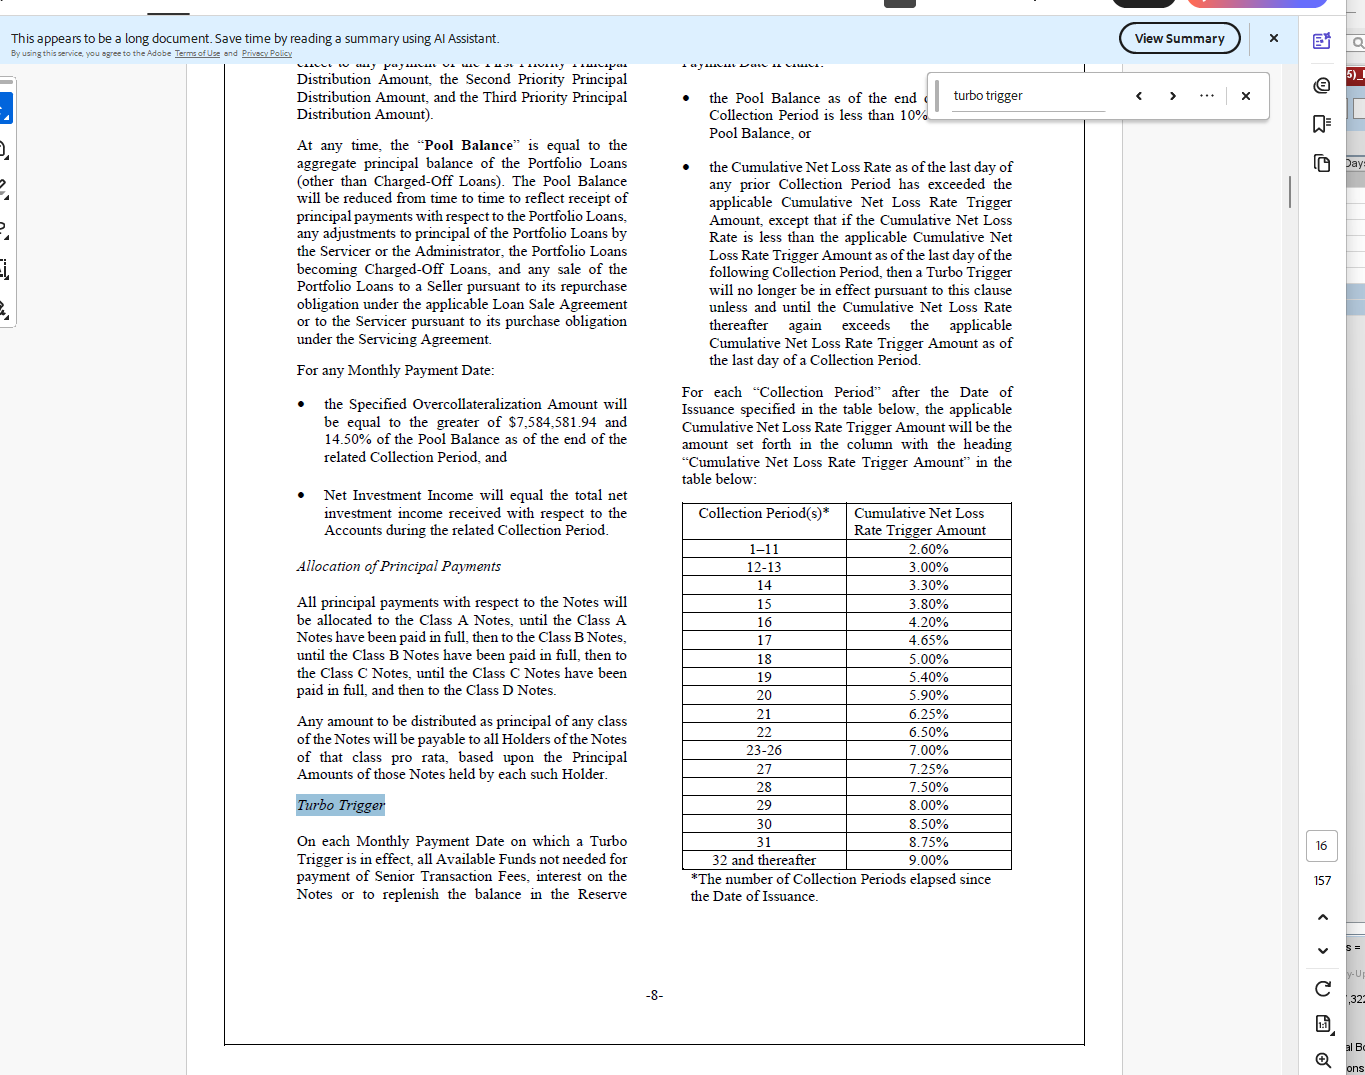 This appears to be a long document. Save time by reading a summary using AI Assistant.
By using this service, you agree to the Adobe Terms of Use and Privacy Policy
View Summary
turbo trigger
Distribution Amount, the Second Priority Principal
Distribution Amount, and the Third Priority Principal
Distribution Amount).
At any time, the “Pool Balance” is equal to the
aggregate principal balance of the Portfolio Loans
(other than Charged-Off Loans). The Pool Balance
will be reduced from time to time to reflect receipt of
principal payments with respect to the Portfolio Loans,
any adjustments to principal of the Portfolio Loans by
the Servicer or the Administrator, the Portfolio Loans
becoming Charged-Off Loans, and any sale of the
Portfolio Loans to a Seller pursuant to its repurchase
obligation under the applicable Loan Sale Agreement
or to the Servicer pursuant to its purchase obligation
under the Servicing Agreement.
For any Monthly Payment Date:
• the Specified Overcollateralization Amount will
be equal to the greater of $7,584,581.94 and
14.50% of the Pool Balance as of the end of the
related Collection Period, and
• Net Investment Income will equal the total net
investment income received with respect to the
Accounts during the related Collection Period.
Allocation of Principal Payments
All principal payments with respect to the Notes will
be allocated to the Class A Notes, until the Class A
Notes have been paid in full, then to the Class B Notes,
until the Class B Notes have been paid in full, then to
the Class C Notes, until the Class C Notes have been
paid in full, and then to the Class D Notes.
Any amount to be distributed as principal of any class
of the Notes will be payable to all Holders of the Notes
of that class pro rata, based upon the Principal
Amounts of those Notes held by each such Holder.
Turbo Trigger
On each Monthly Payment Date on which a Turbo
Trigger is in effect, all Available Funds not needed for
payment of Senior Transaction Fees, interest on the
Notes or to replenish the balance in the Reserve
• the Pool Balance as of the end
Collection Period is less than 10%
Pool Balance, or
• the Cumulative Net Loss Rate as of the last day of
any prior Collection Period has exceeded the
applicable Cumulative Net Loss Rate Trigger
Amount, except that if the Cumulative Net Loss
Rate is less than the applicable Cumulative Net
Loss Rate Trigger Amount as of the last day of the
following Collection Period, then a Turbo Trigger
will no longer be in effect pursuant to this clause
unless and until the Cumulative Net Loss Rate
thereafter again exceeds the applicable
Cumulative Net Loss Rate Trigger Amount as of
the last day of a Collection Period.
For each “Collection Period” after the Date of
Issuance specified in the table below, the applicable
Cumulative Net Loss Rate Trigger Amount will be the
amount set forth in the column with the heading
“Cumulative Net Loss Rate Trigger Amount” in the
table below:
Collection Period(s)* Cumulative Net Loss
Rate Trigger Amount
1–11 2.60%
12-13 3.00%
14 3.30%
15 3.80%
16 4.20%
17 4.65%
18 5.00%
19 5.40%
20 5.90%
21 6.25%
22 6.50%
23-26 7.00%
27 7.25%
28 7.50%
29 8.00%
30 8.50%
31 8.75%
32 and thereafter 9.00%
*The number of Collection Periods elapsed since
the Date of Issuance.
-8-
16
157